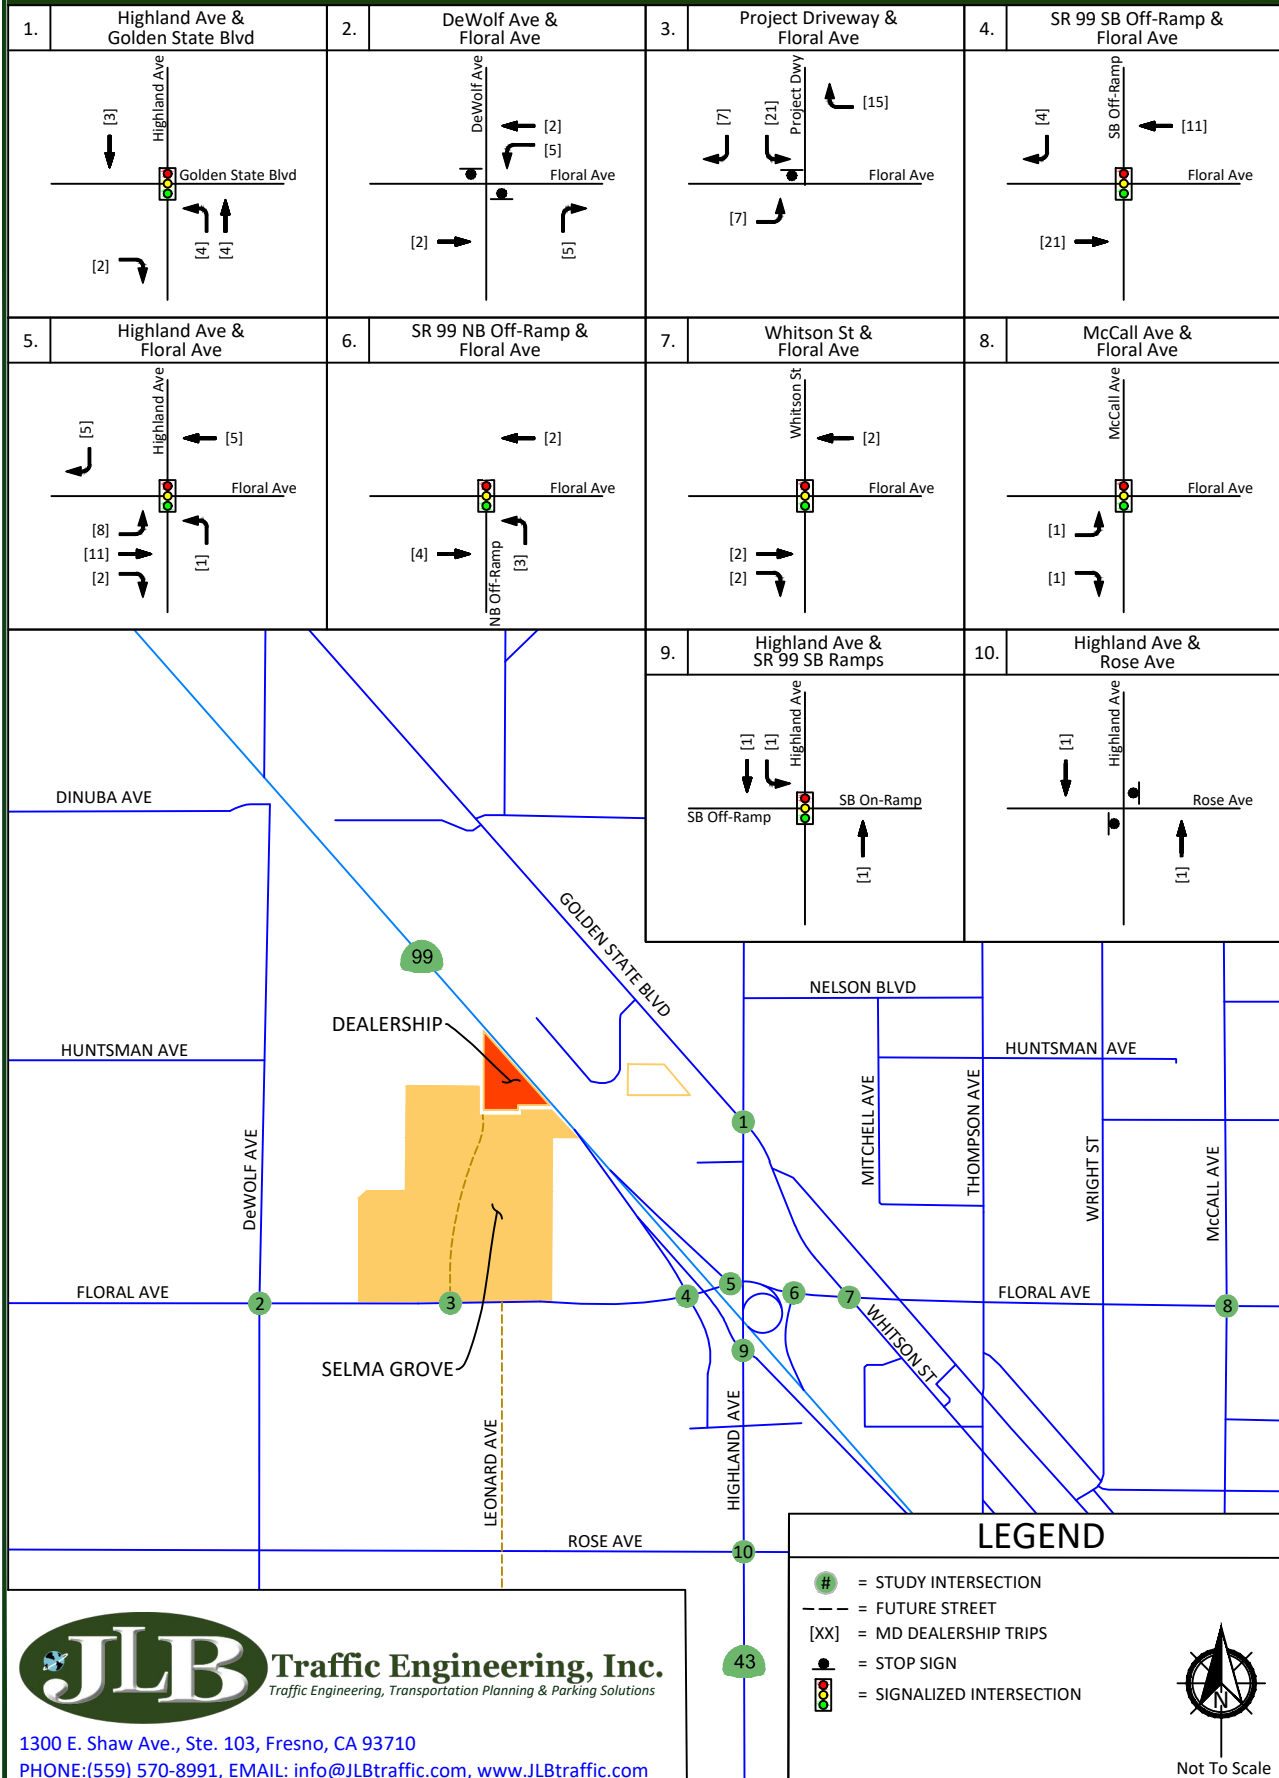 1.
Highland Ave &
Golden State Blvd
[3]
Highland Ave
Golden State Blvd
[4]
[4]
[2]
2.
DeWolf Ave &
Floral Ave
DeWolf Ave
[2]
[5]
Floral Ave
[2]
[5]
3.
Project Driveway &
Floral Ave
[7]
[21]
Project Dwy
[15]
Floral Ave
[7]
4.
SR 99 SB Off-Ramp &
Floral Ave
[4]
SB Off-Ramp
[11]
Floral Ave
[21]
5.
Highland Ave &
Floral Ave
[5]
Highland Ave
[5]
Floral Ave
[8]
[11]
[2]
[1]
6.
SR 99 NB Off-Ramp &
Floral Ave
[2]
Floral Ave
[4]
NB Off-Ramp
[3]
7.
Whitson St &
Floral Ave
Whitson St
[2]
Floral Ave
[2]
[2]
8.
McCall Ave &
Floral Ave
McCall Ave
Floral Ave
[1]
[1]
9.
Highland Ave &
SR 99 SB Ramps
[1]
[1]
Highland Ave
SB On-Ramp
SB Off-Ramp
[1]
10.
Highland Ave &
Rose Ave
[1]
Highland Ave
Rose Ave
[1]
DINUBA AVE
GOLDEN STATE BLVD
99
NELSON BLVD
DEALERSHIP
HUNTSMAN AVE
HUNTSMAN AVE
MITCHELL AVE
THOMPSON AVE
WRIGHT ST
McCALL AVE
DeWOLF AVE
1
FLORAL AVE
2
3
4
5
6
7
FLORAL AVE
8
WHITSON ST
9
SELMA GROVE
HIGHLAND AVE
LEONARD AVE
ROSE AVE
10
43
LEGEND
# = STUDY INTERSECTION
= FUTURE STREET
[XX] = MD DEALERSHIP TRIPS
= STOP SIGN
= SIGNALIZED INTERSECTION
N
Not To Scale
JLB Traffic Engineering, Inc.
Traffic Engineering, Transportation Planning & Parking Solutions
1300 E. Shaw Ave., Ste. 103, Fresno, CA 93710
PHONE:(559) 570-8991, EMAIL: info@JLBtraffic.com, www.JLBtraffic.com